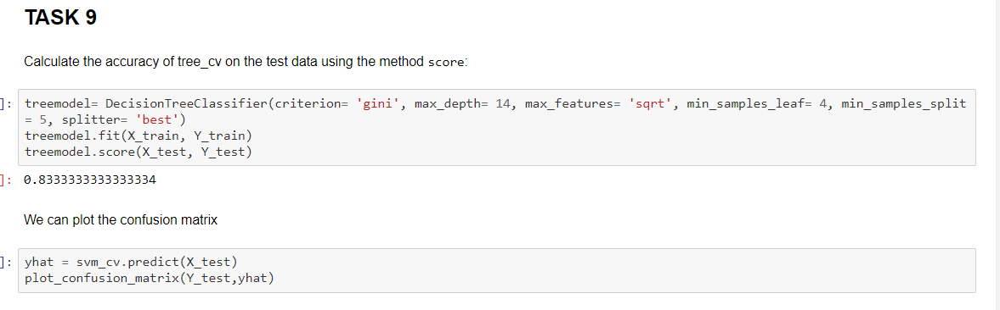 TASK 9
Calculate the accuracy of tree_cv on the test data using the method score:
]: treemodel= DecisionTreeClassifier(criterion= 'gini', max_depth= 14, max_features= 'sqrt', min_samples_leaf= 4, min_samples_split
= 5, splitter= 'best')
treemodel.fit(X_train, Y_train)
treemodel.score(X_test, Y_test)
]: 0.8333333333333334
We can plot the confusion matrix
]: yhat = svm_cv.predict(X_test)
plot_confusion_matrix(Y_test,yhat)